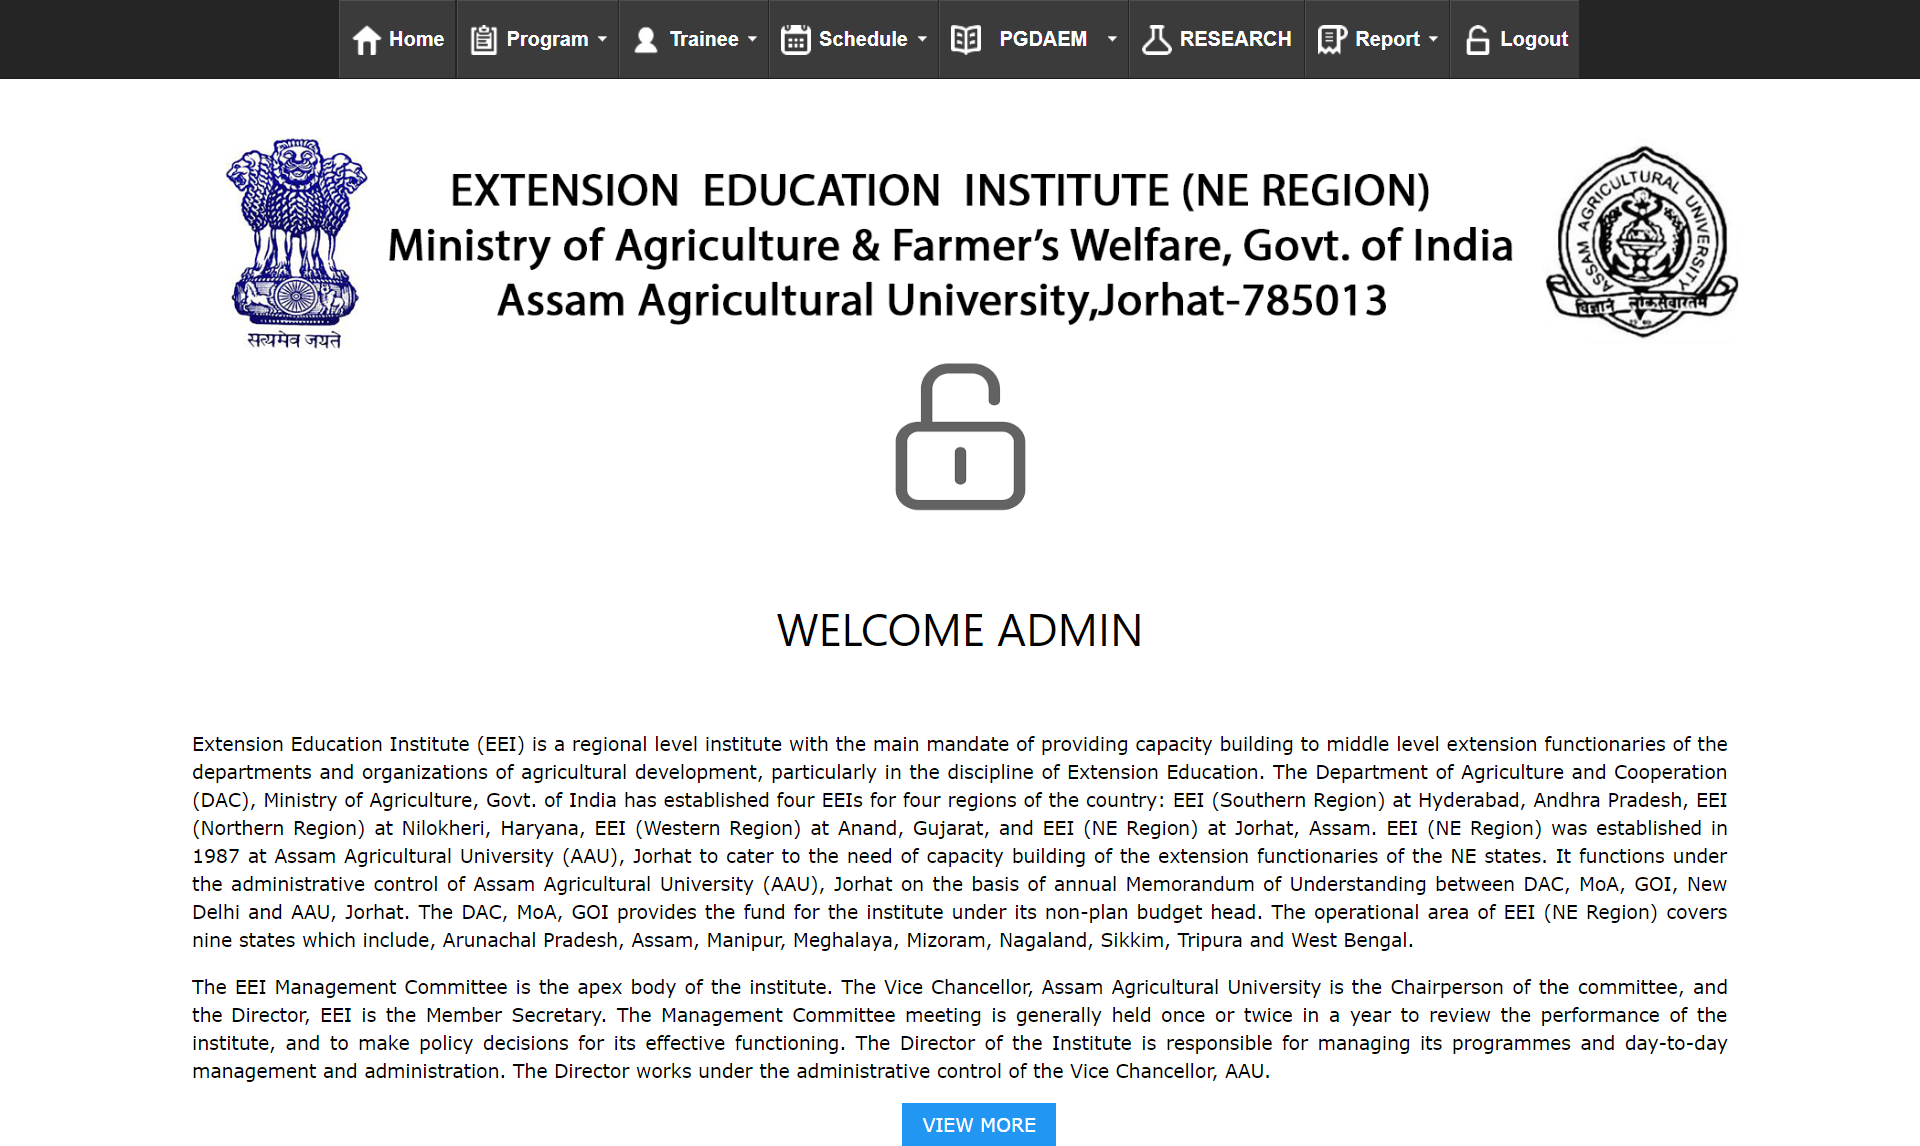 Home Program Trainee Schedule PGDAEM RESEARCH Report Logout
EXTENSION EDUCATION INSTITUTE (NE REGION)
Ministry of Agriculture & Farmer's Welfare, Govt. of India
Assam Agricultural University,Jorhat-785013
सत्यमेव जयते
ASSAM AGRICULTURAL UNIVERSITY
विज्ञानं लोकसेवारतम्
WELCOME ADMIN
Extension Education Institute (EEI) is a regional level institute with the main mandate of providing capacity building to middle level extension functionaries of the
departments and organizations of agricultural development, particularly in the discipline of Extension Education. The Department of Agriculture and Cooperation
(DAC), Ministry of Agriculture, Govt. of India has established four EEIs for four regions of the country: EEI (Southern Region) at Hyderabad, Andhra Pradesh, EEI
(Northern Region) at Nilokheri, Haryana, EEI (Western Region) at Anand, Gujarat, and EEI (NE Region) at Jorhat, Assam. EEI (NE Region) was established in
1987 at Assam Agricultural University (AAU), Jorhat to cater to the need of capacity building of the extension functionaries of the NE states. It functions under
the administrative control of Assam Agricultural University (AAU), Jorhat on the basis of annual Memorandum of Understanding between DAC, MoA, GOI, New
Delhi and AAU, Jorhat. The DAC, MoA, GOI provides the fund for the institute under its non-plan budget head. The operational area of EEI (NE Region) covers
nine states which include, Arunachal Pradesh, Assam, Manipur, Meghalaya, Mizoram, Nagaland, Sikkim, Tripura and West Bengal.
The EEI Management Committee is the apex body of the institute. The Vice Chancellor, Assam Agricultural University is the Chairperson of the committee, and
the Director, EEI is the Member Secretary. The Management Committee meeting is generally held once or twice in a year to review the performance of the
institute, and to make policy decisions for its effective functioning. The Director of the Institute is responsible for managing its programmes and day-to-day
management and administration. The Director works under the administrative control of the Vice Chancellor, AAU.
VIEW MORE